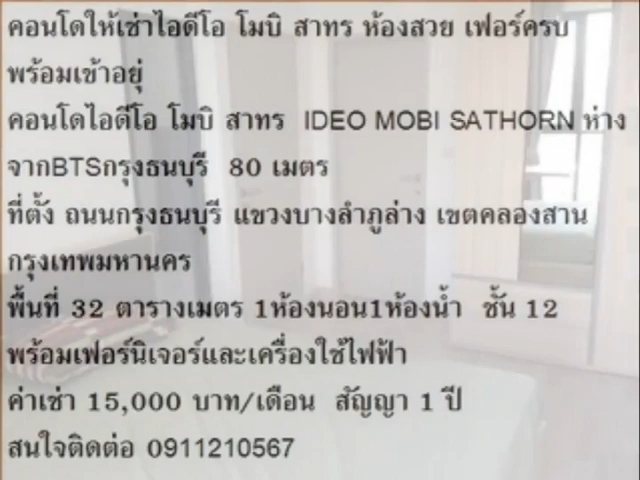 คอนโดให้เช่าไอดีโอ โมบิ สาทร ห้องสวย เฟอร์ครบ
พร้อมเข้าอยู่
คอนโดไอดีโอ โมบิ สาทร IDEO MOBI SATHORN ห่าง
จากBTSกรุงธนบุรี 80 เมตร
ที่ตั้ง ถนนกรุงธนบุรี แขวงบางลำภูล่าง เขตคลองสาน
กรุงเทพมหานคร
พื้นที่ 32 ตารางเมตร 1ห้องนอน1ห้องน้ำ ชั้น 12
พร้อมเฟอร์นิเจอร์และเครื่องใช้ไฟฟ้า
ค่าเช่า 15,000 บาท/เดือน สัญญา 1 ปี
สนใจติดต่อ 0911210567